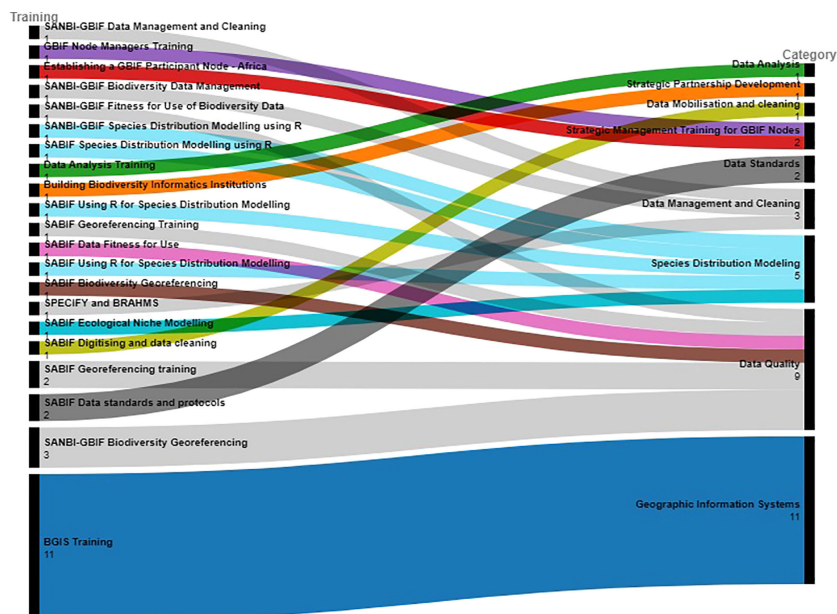 Training
SANBI-GBIF Data Management and Cleaning
1
GBIF Node Managers Training
1
Establishing a GBIF Participant Node - Africa
1
SANBI-GBIF Biodiversity Data Management
1
SANBI-GBIF Fitness for Use of Biodiversity Data
1
SANBI-GBIF Species Distribution Modelling using R
1
SABIF Species Distribution Modelling using R
1
Data Analysis Training
1
Building Biodiversity Informatics Institutions
1
SABIF Using R for Species Distribution Modelling
1
SABIF Georeferencing Training
1
SABIF Data Fitness for Use
1
SABIF Using R for Species Distribution Modelling
1
SABIF Biodiversity Georeferencing
1
SPECIFY and BRAHMS
1
SABIF Ecological Niche Modelling
1
SABIF Digitising and data cleaning
1
SABIF Georeferencing training
2
SABIF Data standards and protocols
2
SANBI-GBIF Biodiversity Georeferencing
3
BGIS Training
11
Category
Data Analysis
1
Strategic Partnership Development
1
Data Mobilisation and cleaning
1
Strategic Management Training for GBIF Nodes
2
Data Standards
2
Data Management and Cleaning
3
Species Distribution Modeling
5
Data Quality
9
Geographic Information Systems
11